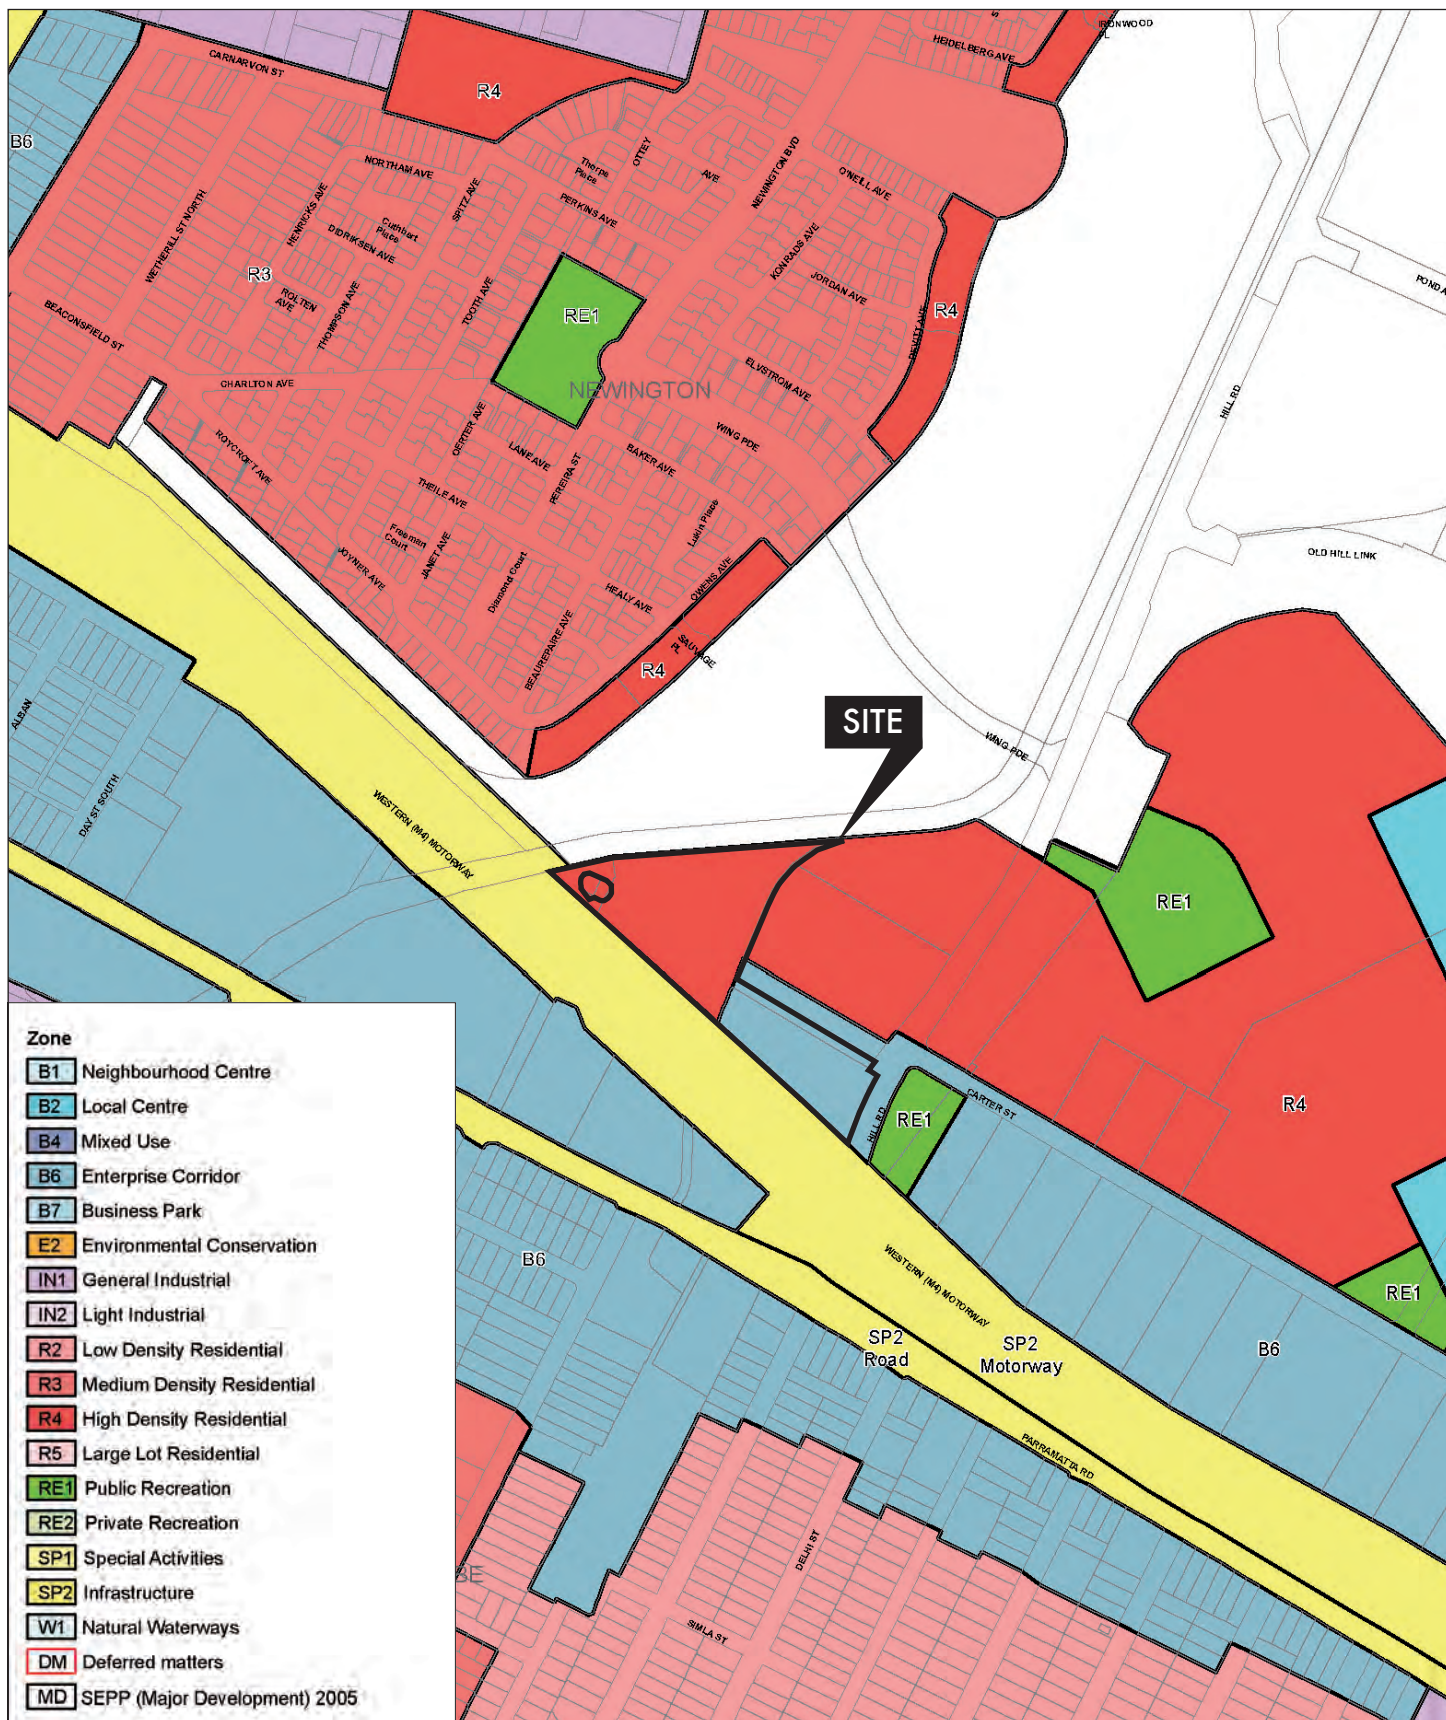 IRONWOOD
PL
HEIDELBERG AVE
CARNARVON ST
R4
B6
OTTEY
AVE
NEWINGTON BVD
O'NEILL AVE
Thorpe
Place
NORTHAM AVE
SPITZ AVE
PERKINS AVE
WETHERILL ST NORTH
HENRICKS AVE
Cuthbert
Place
DIDRIKSEN AVE
KONRADS AVE
JORDAN AVE
R3
ROLTEN
AVE
THOMPSON AVE
TOOTH AVE
RE1
R4
DEVITT AVE
POND A
BEACONSFIELD ST
ELVSTROM AVE
CHARLTON AVE
NEWINGTON
HILL RD
OERTER AVE
WING PDE
ROYCROFT AVE
LANE AVE
BAKER AVE
PEREIRA ST
THEILE AVE
Lukin Place
Freeman
Court
JANET AVE
OLD HILL LINK
JOYNER AVE
Diamond Court
HEALY AVE
OWENS AVE
BEAUREPAIRE AVE
SAUVAGE
PL
R4
ALBAN
SITE
WING PDE
DAY ST SOUTH
WESTERN (M4) MOTORWAY
RE1
Zone
B1 Neighbourhood Centre
B2 Local Centre
B4 Mixed Use
B6 Enterprise Corridor
B7 Business Park
E2 Environmental Conservation
IN1 General Industrial
IN2 Light Industrial
R2 Low Density Residential
R3 Medium Density Residential
R4 High Density Residential
R5 Large Lot Residential
RE1 Public Recreation
RE2 Private Recreation
SP1 Special Activities
SP2 Infrastructure
W1 Natural Waterways
DM Deferred matters
MD SEPP (Major Development) 2005
CARTER ST
R4
HILL RD
RE1
B6
WESTERN (M4) MOTORWAY
RE1
SP2
Road
SP2
Motorway
B6
PARRAMATTA RD
DELHI ST
BE
SIMLA ST